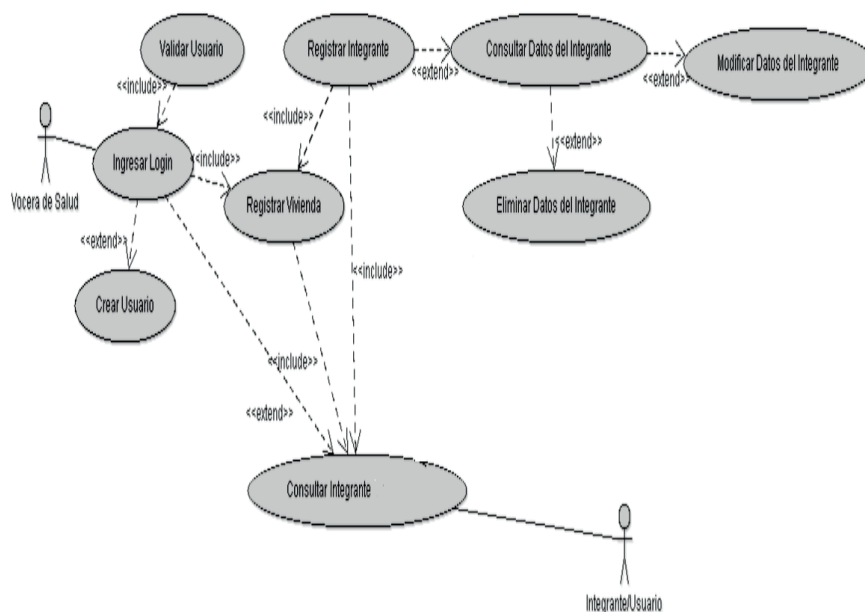 Validar Usuario
Registrar Integrante
Consultar Datos del Integrante
Modificar Datos del Integrante
<<include>>
<<extend>>
<<extend>>
<<include>>
Ingresar Login
<<include>>
<<extend>>
Vocera de Salud
Registrar Vivienda
Eliminar Datos del Integrante
<<extend>>
<<include>>
Crear Usuario
<<include>>
<<extend>>
Consultar Integrante
Integrante/Usuario